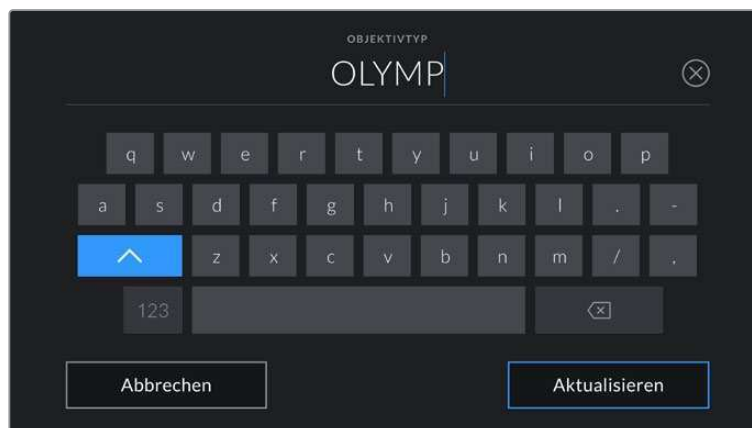 OBJEKTIVTYP
OLYMP
q w e r t y u i o p
a s d f g h j k l . -
z x c v b n m / ,
123
Abbrechen Aktualisieren